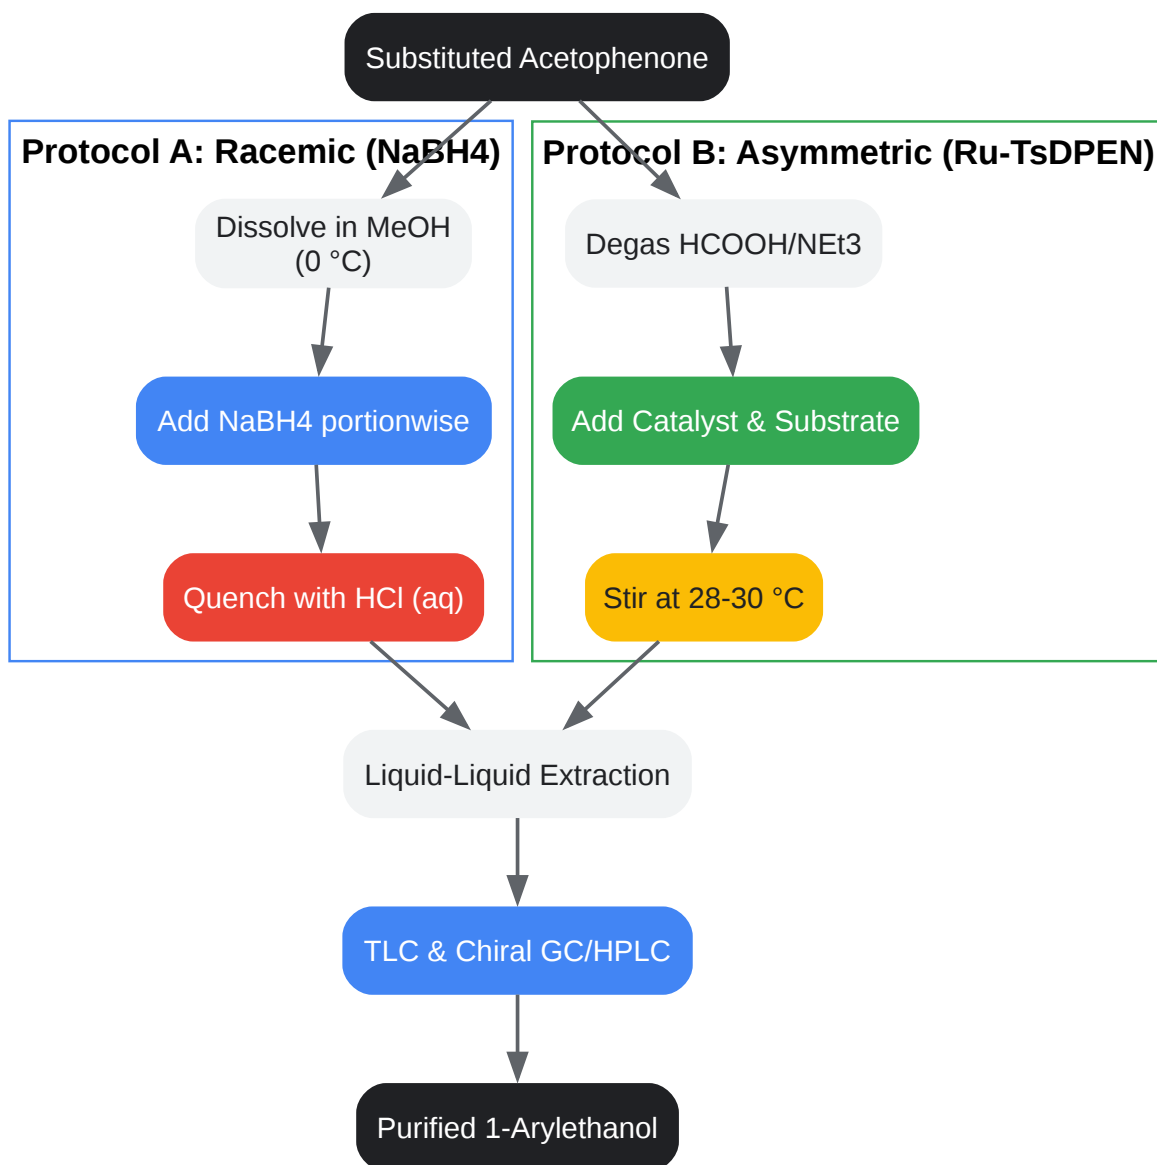 Substituted Acetophenone
Protocol A: Racemic (NaBH4)
Dissolve in MeOH
(0 °C)
Add NaBH4 portionwise
Quench with HCl (aq)
Protocol B: Asymmetric (Ru-TsDPEN)
Degas HCOOH/NEt3
Add Catalyst & Substrate
Stir at 28-30 °C
Liquid-Liquid Extraction
TLC & Chiral GC/HPLC
Purified 1-Arylethanol